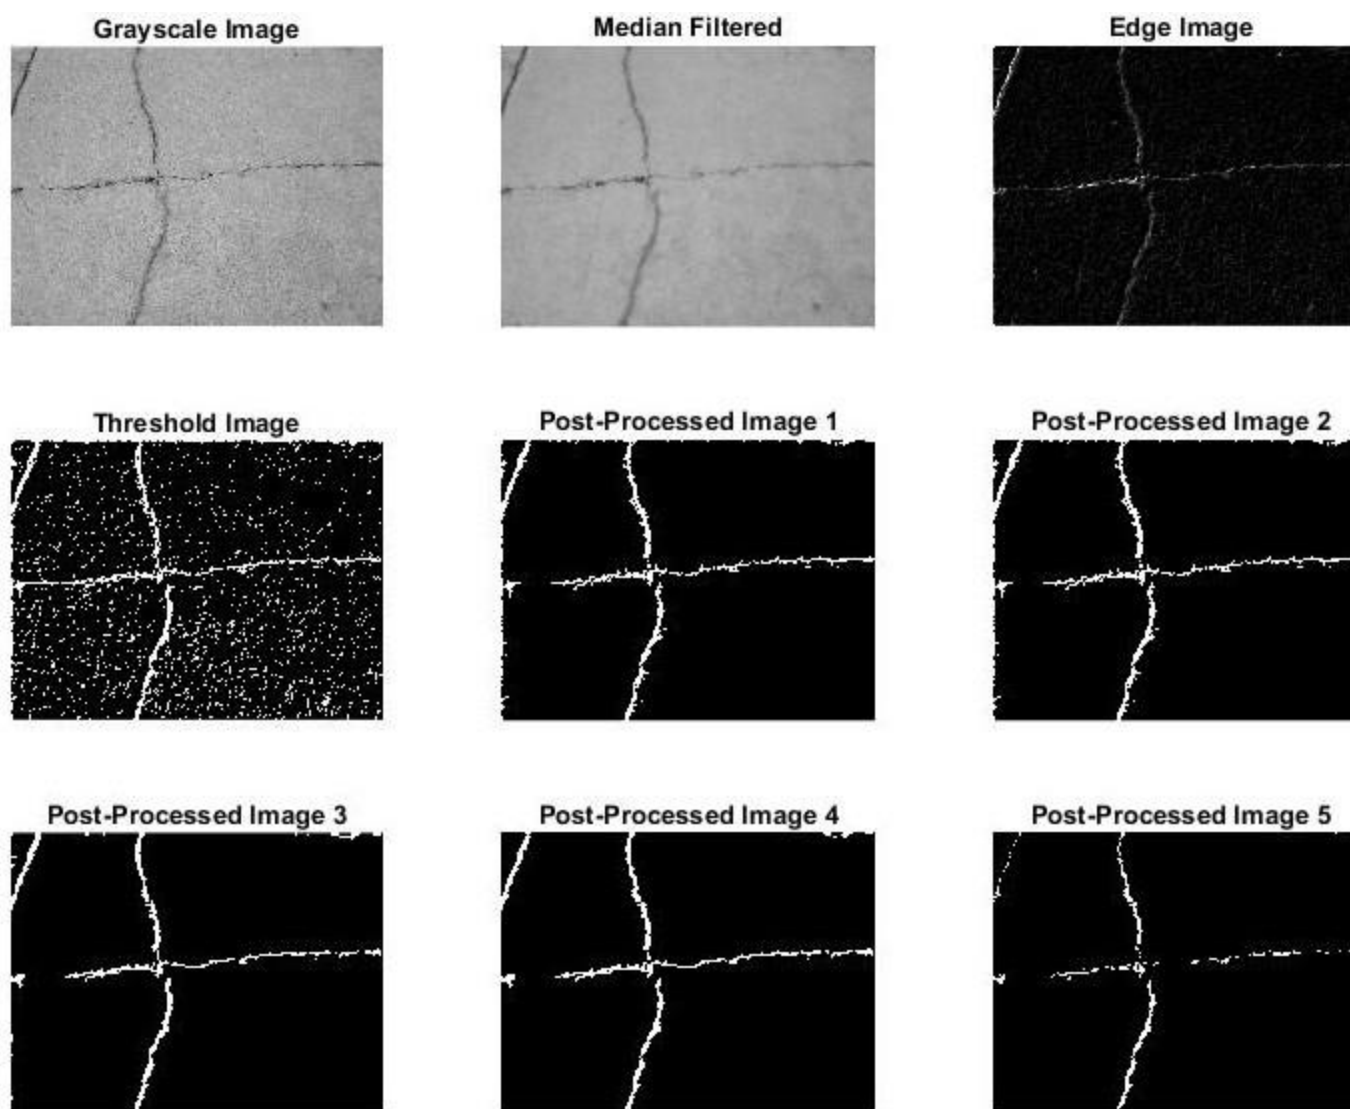 Grayscale Image
Median Filtered
Edge Image
Threshold Image
Post-Processed Image 1
Post-Processed Image 2
Post-Processed Image 3
Post-Processed Image 4
Post-Processed Image 5